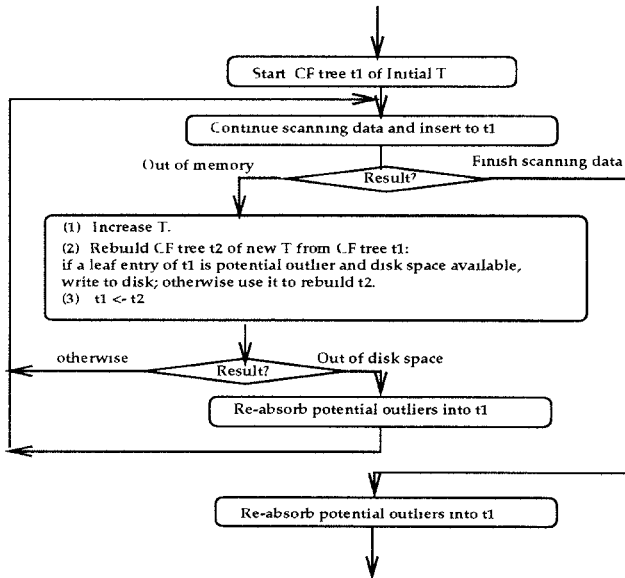 Start CF tree t1 of Initial T
Continue scanning data and insert to t1
Out of memory
Result?
Finish scanning data
(1) Increase T.
(2) Rebuild CF tree t2 of new T from CF tree t1:
if a leaf entry of t1 is potential outlier and disk space available,
write to disk; otherwise use it to rebuild t2.
(3) t1 <- t2
otherwise
Result?
Out of disk space
Re-absorb potential outliers into t1
Re-absorb potential outliers into t1